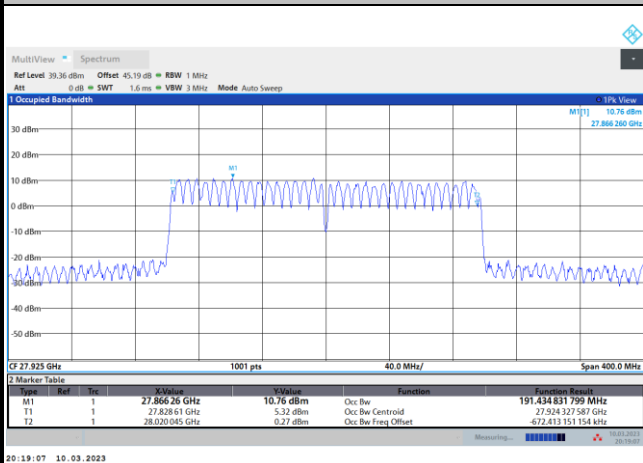 MultiView Spectrum
Ref Level 39.36 dBm Offset 45.19 dB RBW 1 MHz
Att 0 dB SWT 1.6 ms VBW 3 MHz Mode Auto Sweep
1 Occupied Bandwidth 1Pk View
M1[1] 10.76 dBm
27.866 260 GHz
30 dBm
20 dBm
M1
10 dBm
0 dBm
-10 dBm
-20 dBm
-30 dBm
-40 dBm
-50 dBm
CF 27.925 GHz 1001 pts 40.0 MHz/ Span 400.0 MHz
2 Marker Table
Type Ref Trc X-Value Y-Value Function Function Result
M1 1 27.866 26 GHz 10.76 dBm Occ Bw 191.434 831 799 MHz
T1 1 27.828 61 GHz 5.32 dBm Occ Bw Centroid 27.924 327 587 GHz
T2 1 28.020 045 GHz 0.27 dBm Occ Bw Freq Offset -672.413 151 154 kHz
Measuring... 10.03.2023
20:19:07
20:19:07 10.03.2023